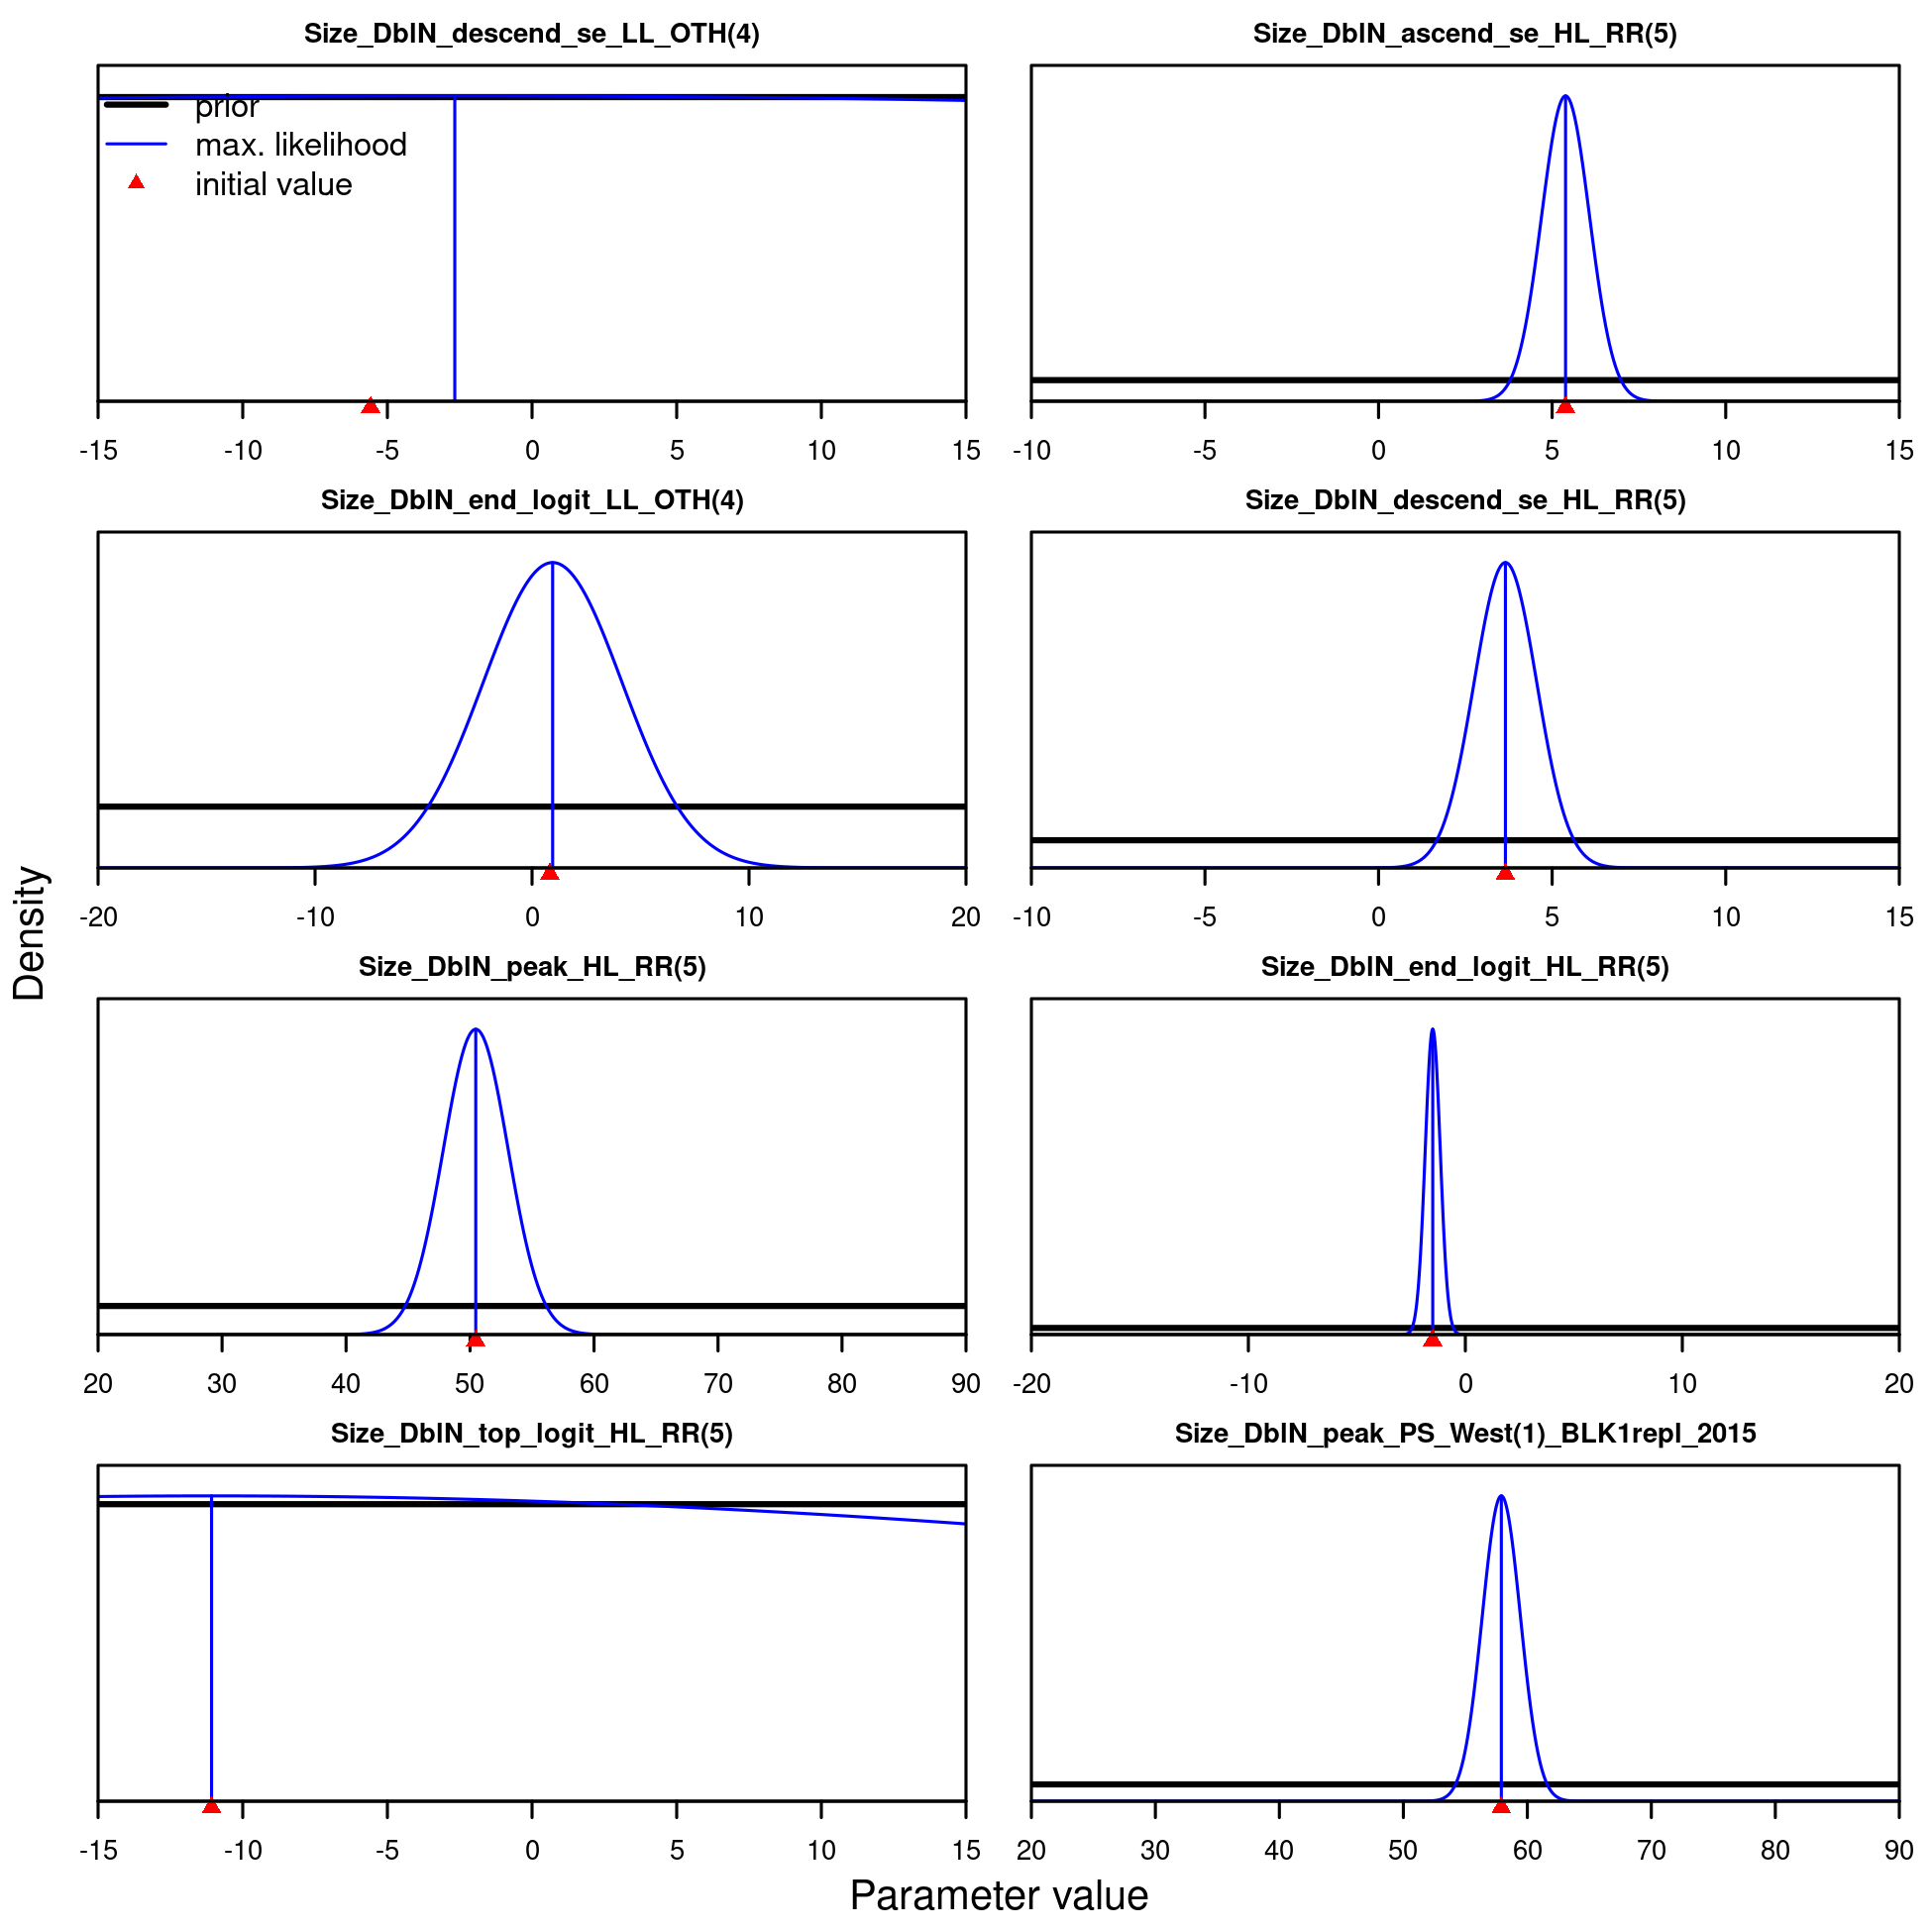 Size_DblN_descend_se_LL_OTH(4)
prior
max. likelihood
initial value
-15 -10 -5 0 5 10 15
Size_DblN_ascend_se_HL_RR(5)
-10 -5 0 5 10 15
Size_DblN_end_logit_LL_OTH(4)
-20 -10 0 10 20
Size_DblN_descend_se_HL_RR(5)
-10 -5 0 5 10 15
Size_DblN_peak_HL_RR(5)
20 30 40 50 60 70 80 90
Size_DblN_end_logit_HL_RR(5)
-20 -10 0 10 20
Size_DblN_top_logit_HL_RR(5)
-15 -10 -5 0 5 10 15
Size_DblN_peak_PS_West(1)_BLK1repl_2015
20 30 40 50 60 70 80 90
Density
Parameter value